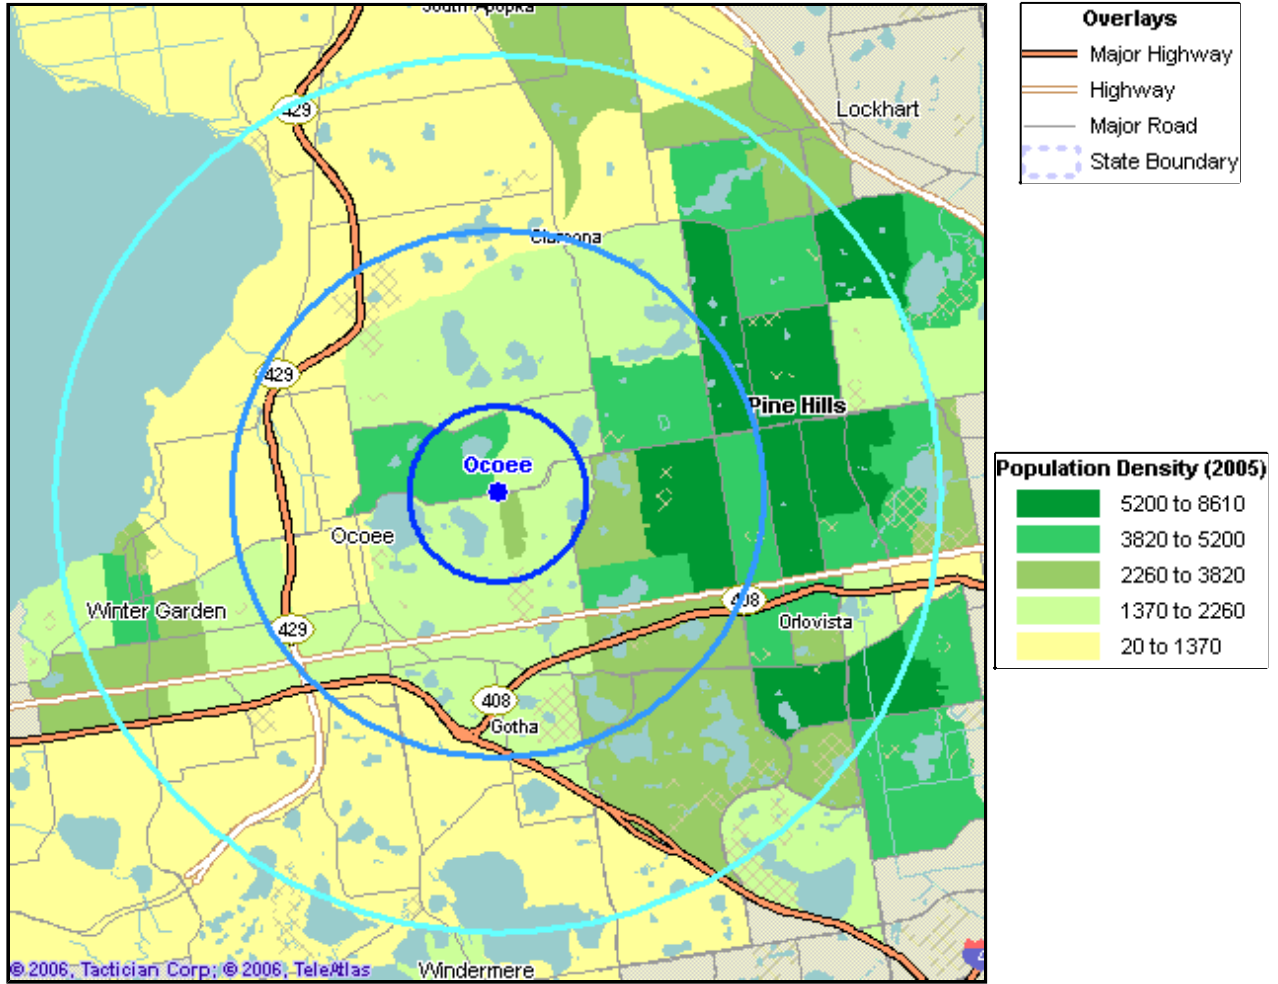 South Apopka
Overlays
Major Highway
Highway
Major Road
State Boundary
429
Lockhart
Clarcona
429
Pine Hills
Ocoee
Population Density (2005)
5200 to 8610
3820 to 5200
2260 to 3820
1370 to 2260
20 to 1370
Ocoee
Winter Garden
408
Orlovista
429
408
Gotha
© 2006, Tactician Corp; © 2006, TeleAtlas
Windermere
4